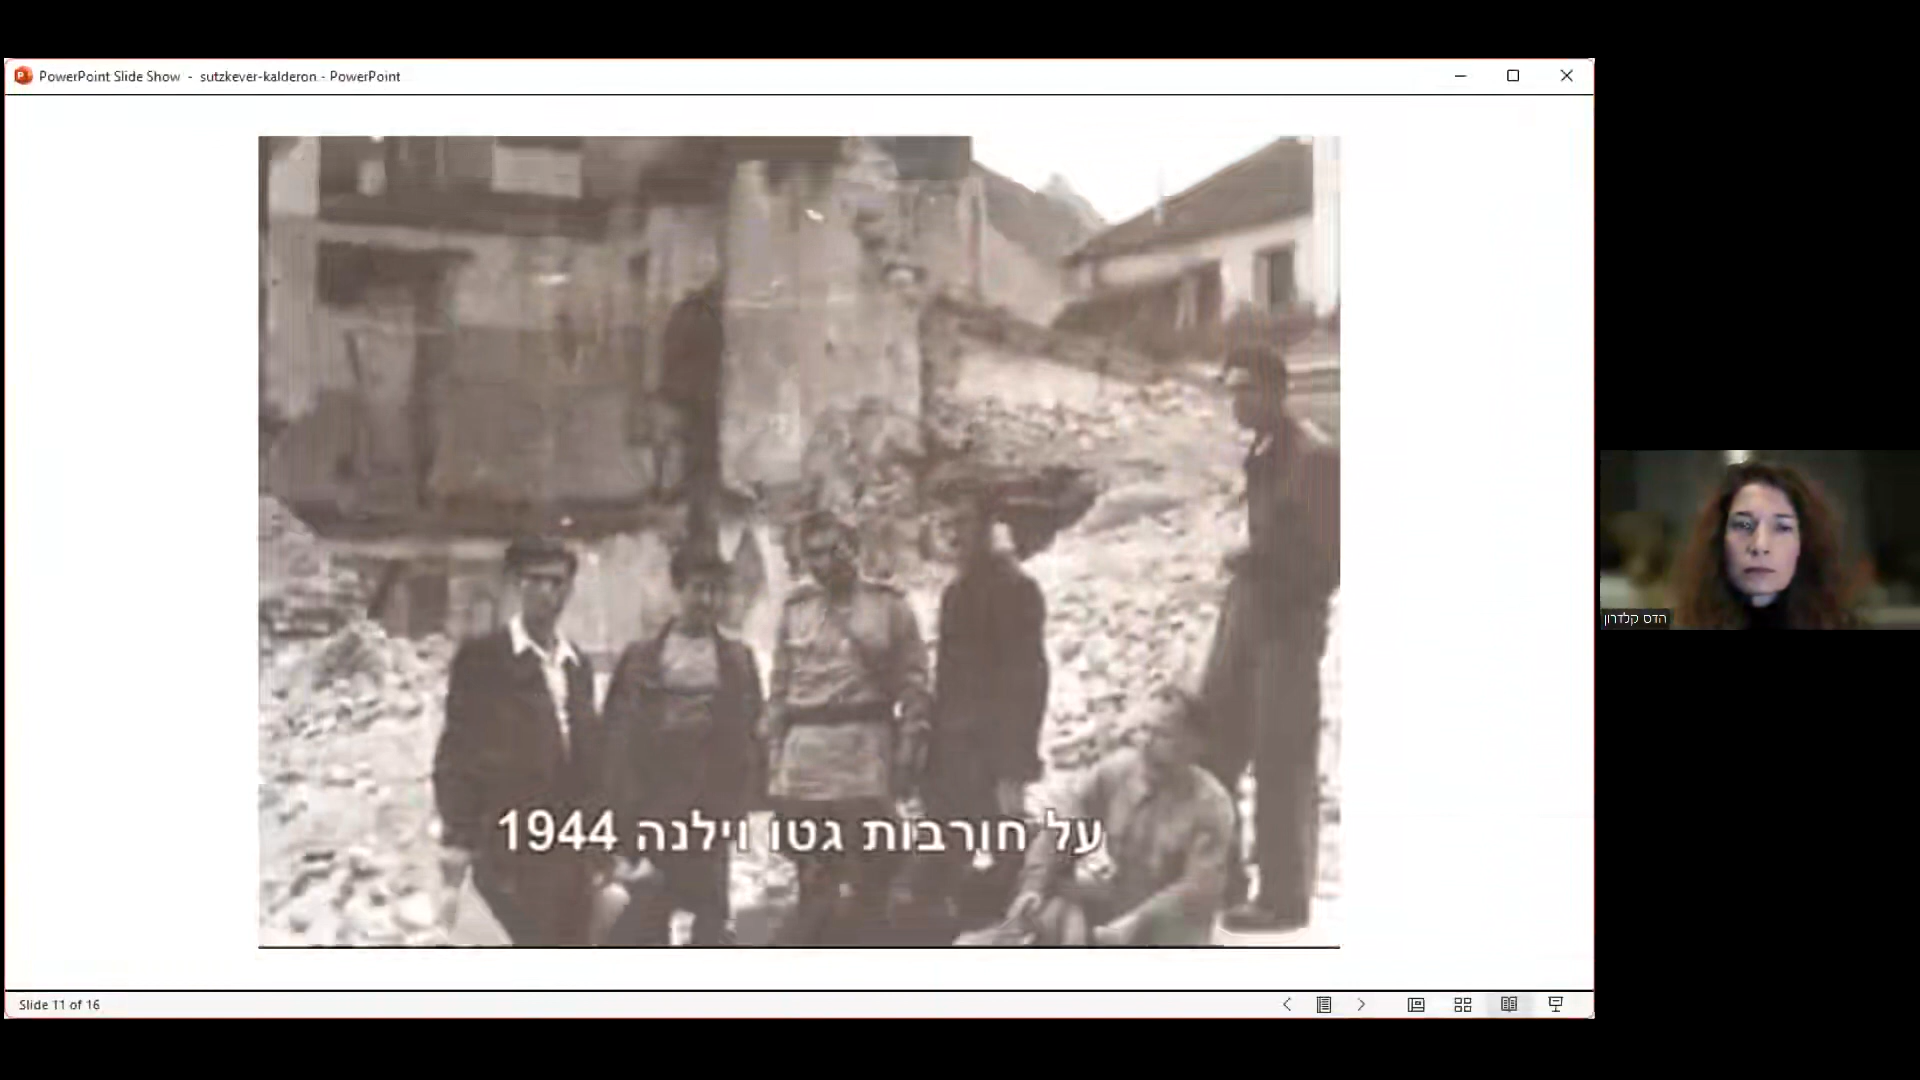 PowerPoint Slide Show - sutzkever-kalderon - PowerPoint
על חורבות גטו וילנה 1944
הדס קלדרון
Slide 11 of 16